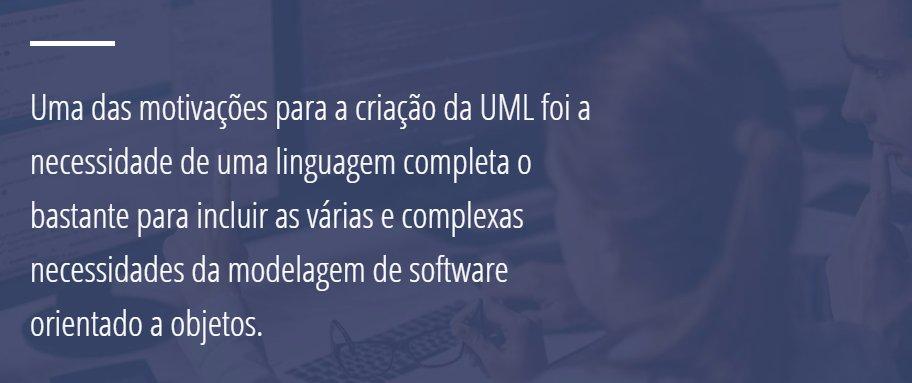 Uma das motivações para a criação da UML foi a
necessidade de uma linguagem completa o
bastante para incluir as várias e complexas
necessidades da modelagem de software
orientado a objetos.